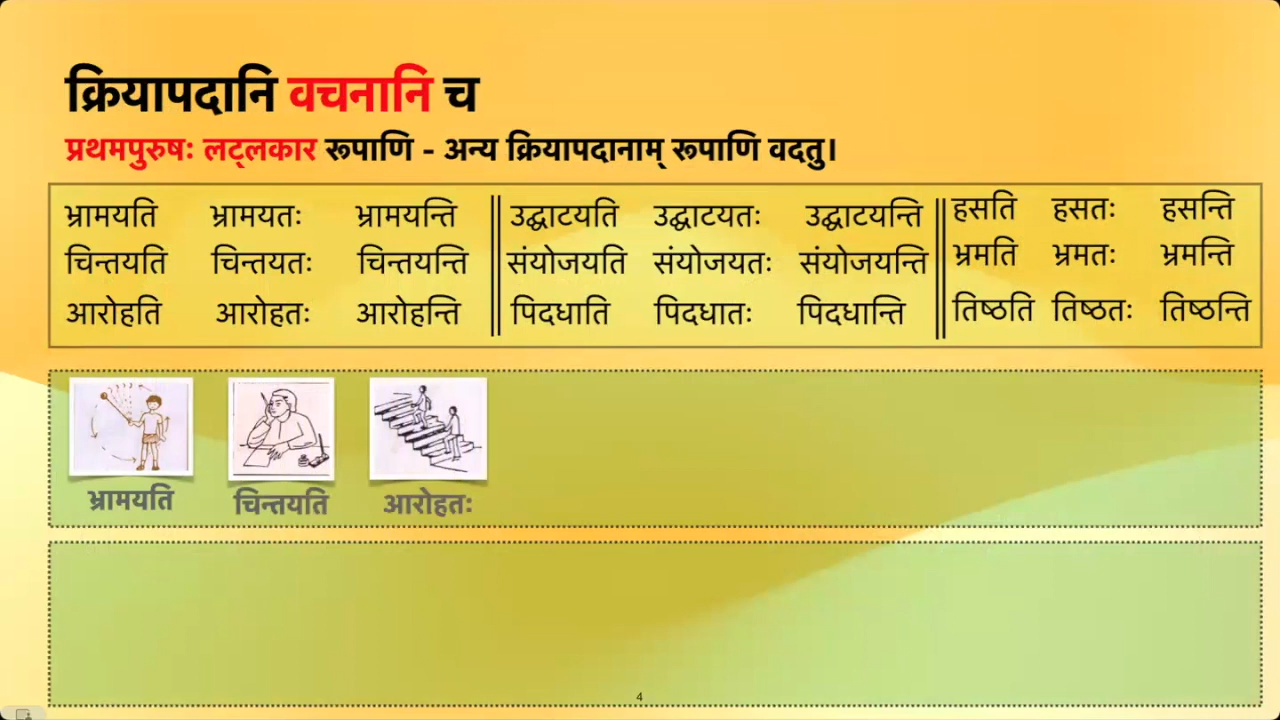 क्रियापदानि वचनानि च
प्रथमपुरुषः लट्लकार रूपाणि - अन्य क्रियापदानाम् रूपाणि वदतु।
भ्रामयति भ्रामयतः भ्रामयन्ति उद्घाटयति उद्घाटयतः उद्घाटयन्ति हसति हसतः हसन्ति
चिन्तयति चिन्तयतः चिन्तयन्ति संयोजयति संयोजयतः संयोजयन्ति भ्रमति भ्रमतः भ्रमन्ति
आरोहति आरोहतः आरोहन्ति पिदधाति पिदधातः पिदधान्ति तिष्ठति तिष्ठतः तिष्ठन्ति
भ्रामयति चिन्तयति आरोहतः
4